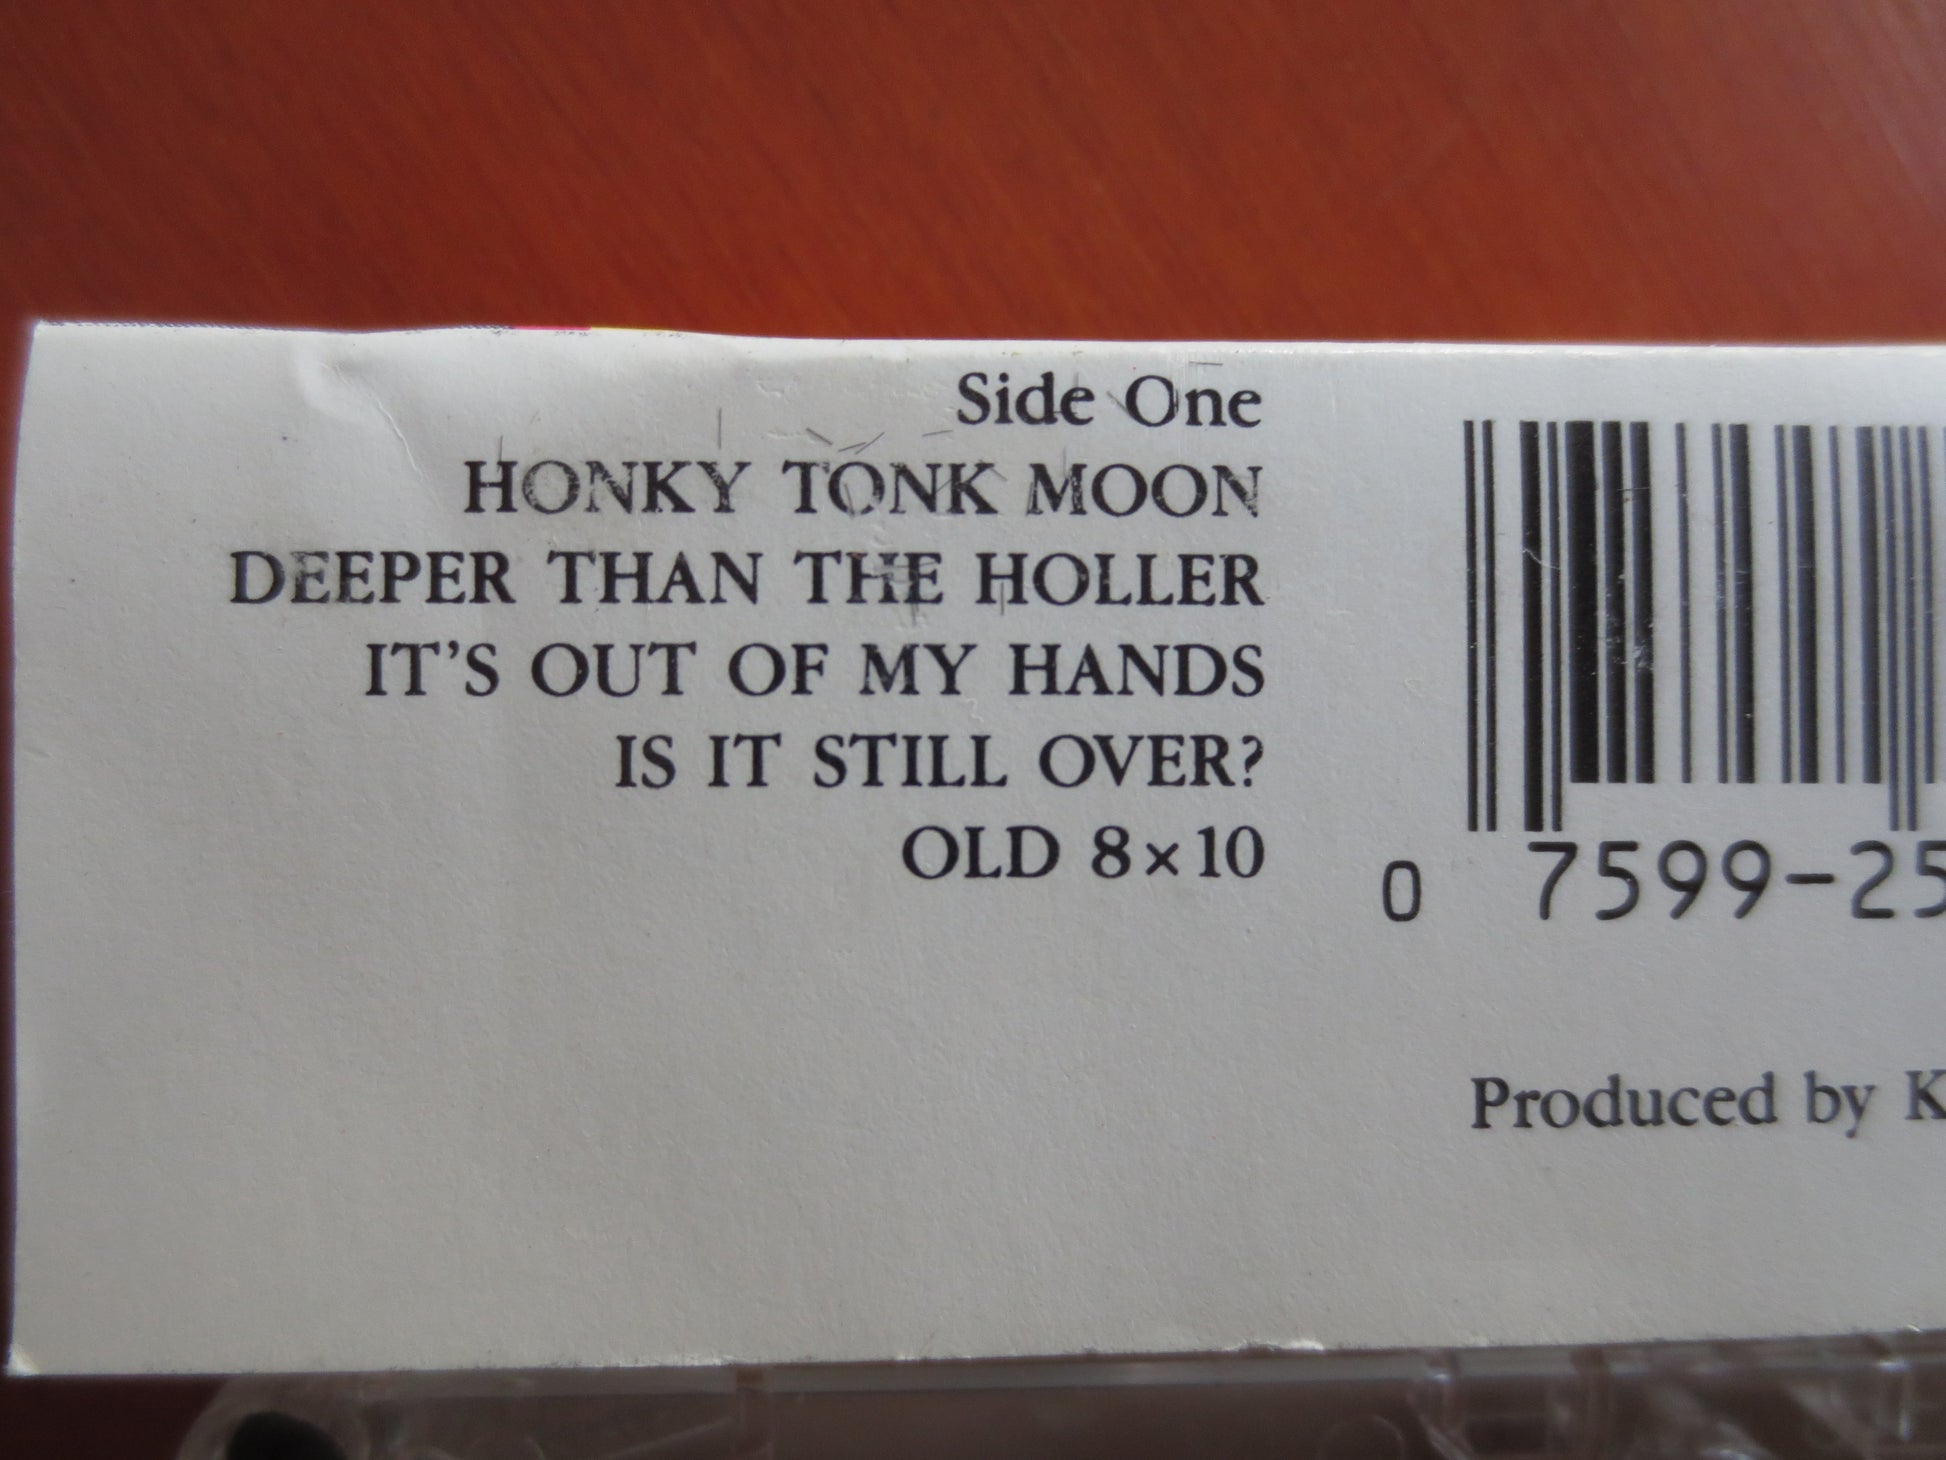 Side One
HONKY TONK MOON
DEEPER THAN THE HOLLER
IT'S OUT OF MY HANDS
IS IT STILL OVER?
OLD 8×10
0 7599-25
Produced by K